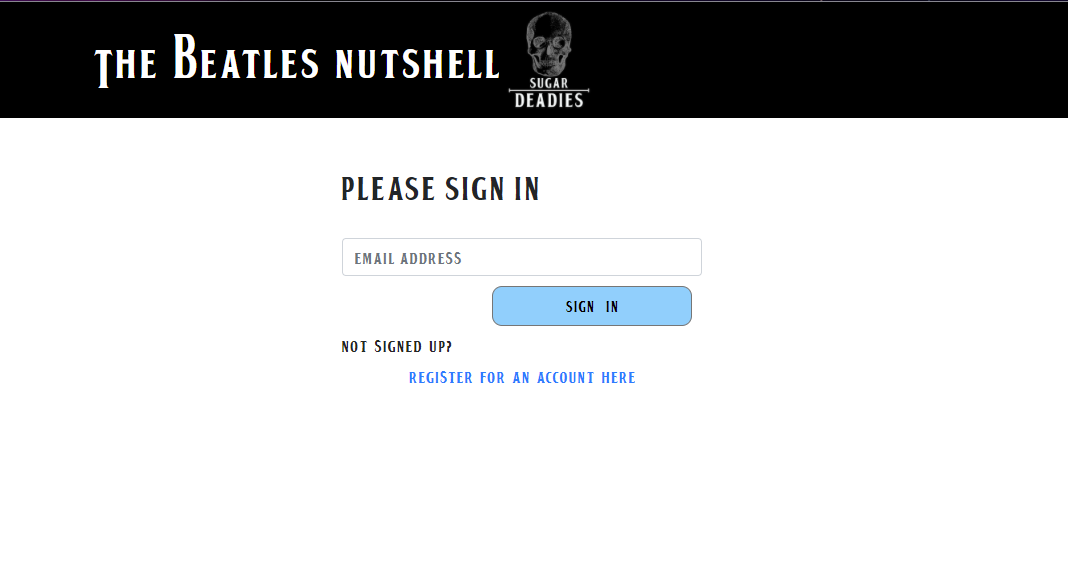 The Beatles nutshell
SUGAR
DEADIES
PLEASE SIGN IN
EMAIL ADDRESS
SIGN IN
NOT SIGNED UP?
REGISTER FOR AN ACCOUNT HERE